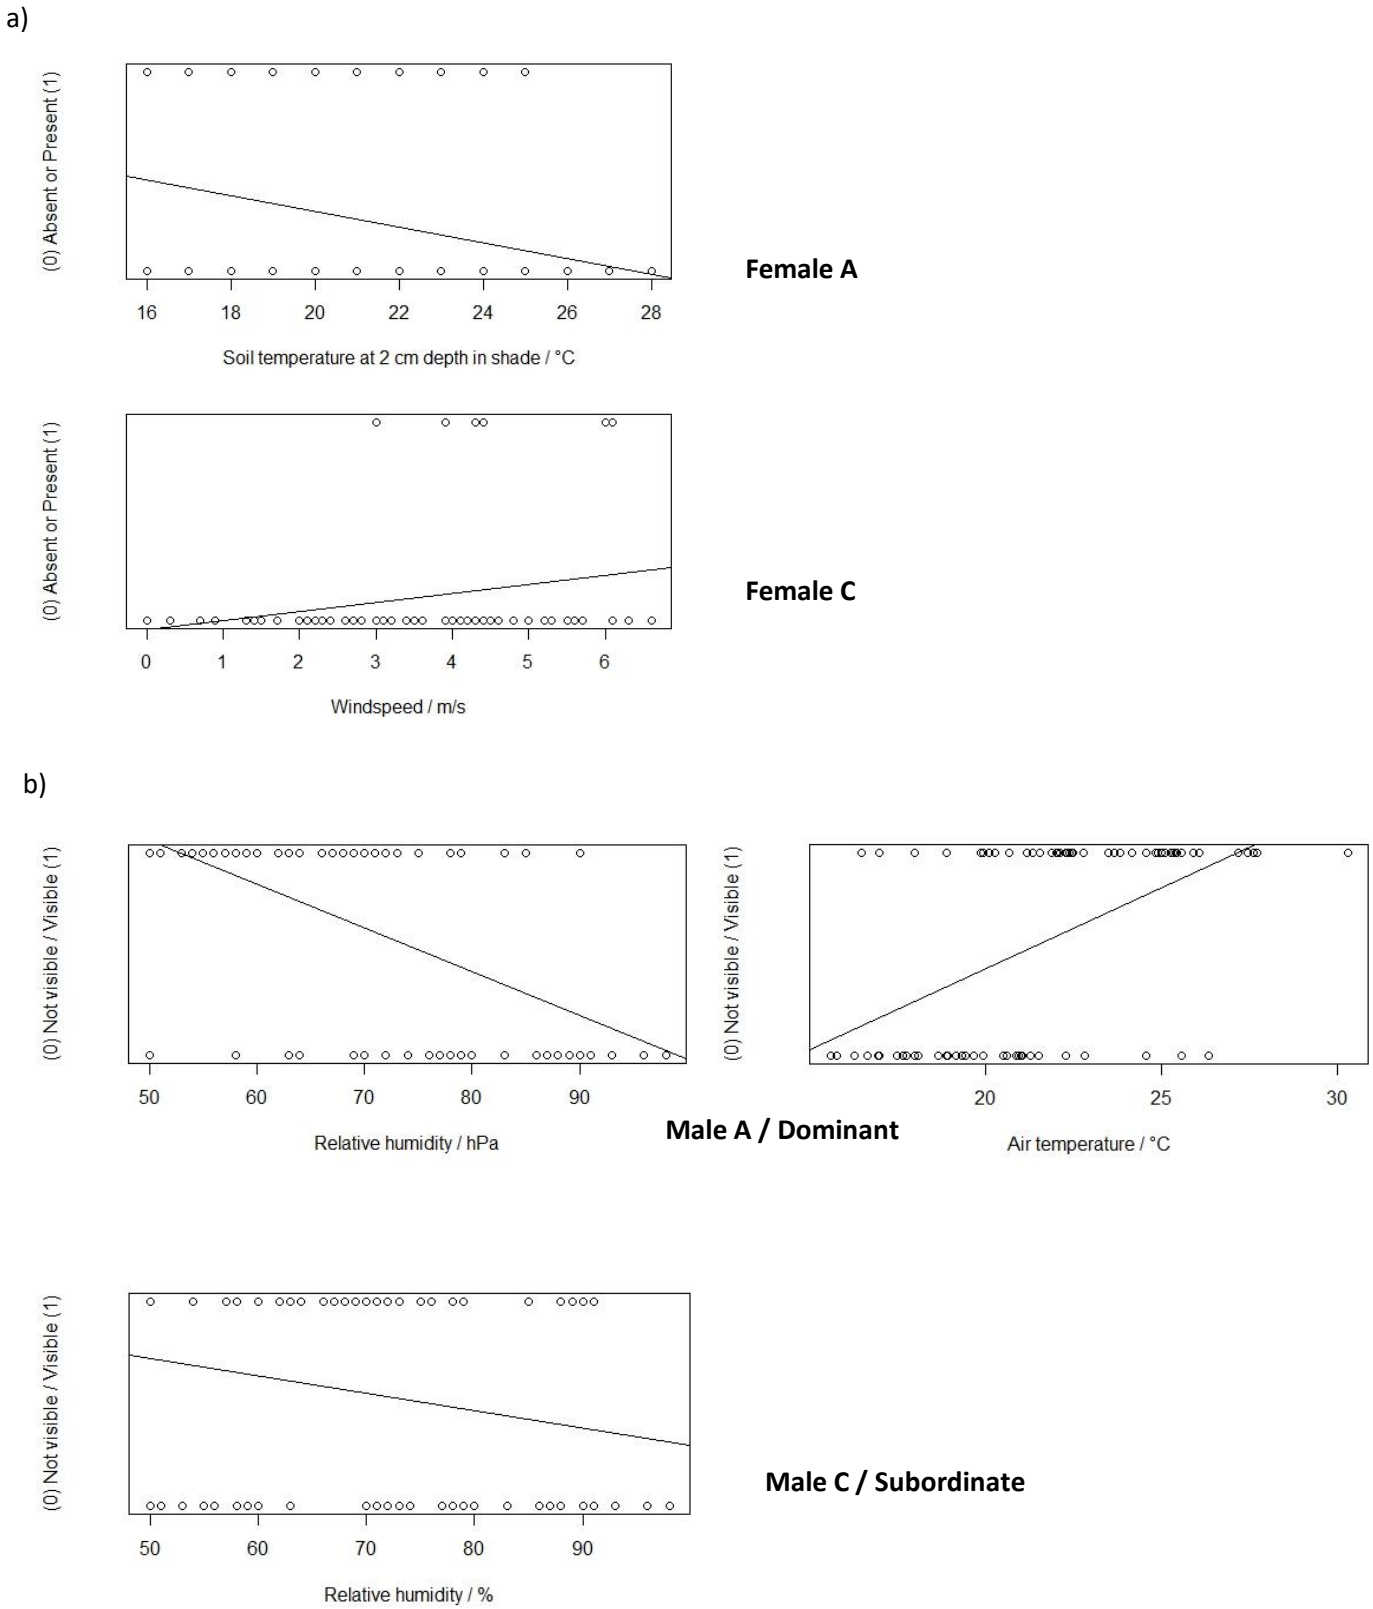 a)
(0) Absent or Present (1)
16 18 20 22 24 26 28
Soil temperature at 2 cm depth in shade / °C
Female A
(0) Absent or Present (1)
0 1 2 3 4 5 6
Windspeed / m/s
Female C
b)
(0) Not visible / Visible (1)
50 60 70 80 90
Relative humidity / hPa
(0) Not visible / Visible (1)
20 25 30
Air temperature / °C
Male A / Dominant
(0) Not visible / Visible (1)
50 60 70 80 90
Relative humidity / %
Male C / Subordinate